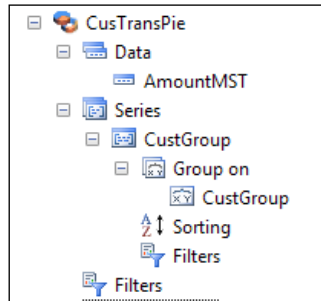 CusTransPie
Data
AmountMST
Series
CustGroup
Group on
CustGroup
Sorting
Filters
Filters